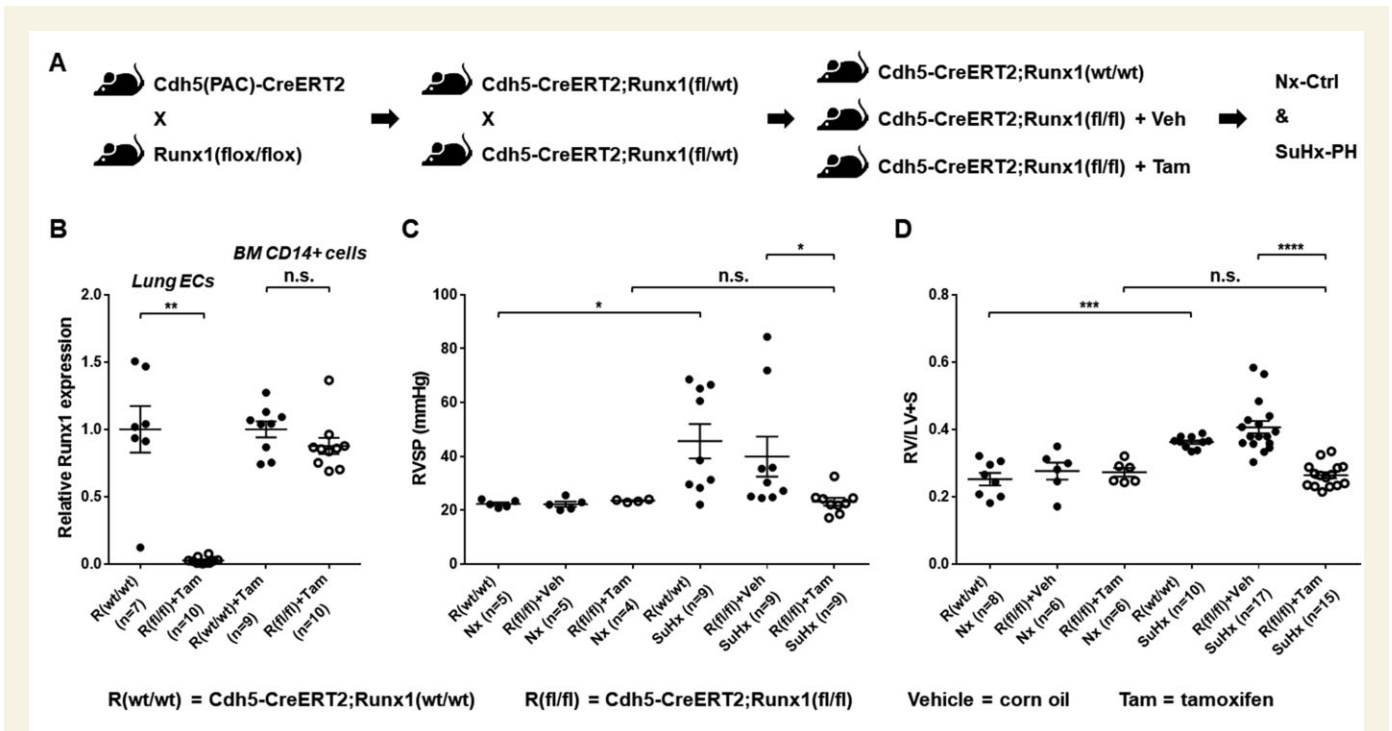 A
Cdh5(PAC)-CreERT2
X
Runx1(flox/flox)
Cdh5-CreERT2;Runx1(fl/wt)
X
Cdh5-CreERT2;Runx1(fl/wt)
Cdh5-CreERT2;Runx1(wt/wt)
Cdh5-CreERT2;Runx1(fl/fl) + Veh
Cdh5-CreERT2;Runx1(fl/fl) + Tam
Nx-Ctrl
&
SuHx-PH
B
BM CD14+ cells
Lung ECs
n.s.
**
Relative Runx1 expression
2.0
1.5
1.0
0.5
0.0
R(wt/wt)
(n=7)
R(fl/fl)+Tam
(n=10)
R(wt/wt)+Tam
(n=9)
R(fl/fl)+Tam
(n=10)
C
*
n.s.
*
RVSP (mmHg)
100
80
60
40
20
0
R(wt/wt)
Nx (n=5)
R(fl/fl)+Veh
Nx (n=5)
R(fl/fl)+Tam
Nx (n=4)
R(wt/wt)
SuHx (n=9)
R(fl/fl)+Veh
SuHx (n=9)
R(fl/fl)+Tam
SuHx (n=9)
D
****
n.s.
***
RV/LV+S
0.8
0.6
0.4
0.2
0.0
R(wt/wt)
Nx (n=8)
R(fl/fl)+Veh
Nx (n=6)
R(fl/fl)+Tam
Nx (n=6)
R(wt/wt)
SuHx (n=10)
R(fl/fl)+Veh
SuHx (n=17)
R(fl/fl)+Tam
SuHx (n=15)
R(wt/wt) = Cdh5-CreERT2;Runx1(wt/wt)
R(fl/fl) = Cdh5-CreERT2;Runx1(fl/fl)
Vehicle = corn oil
Tam = tamoxifen